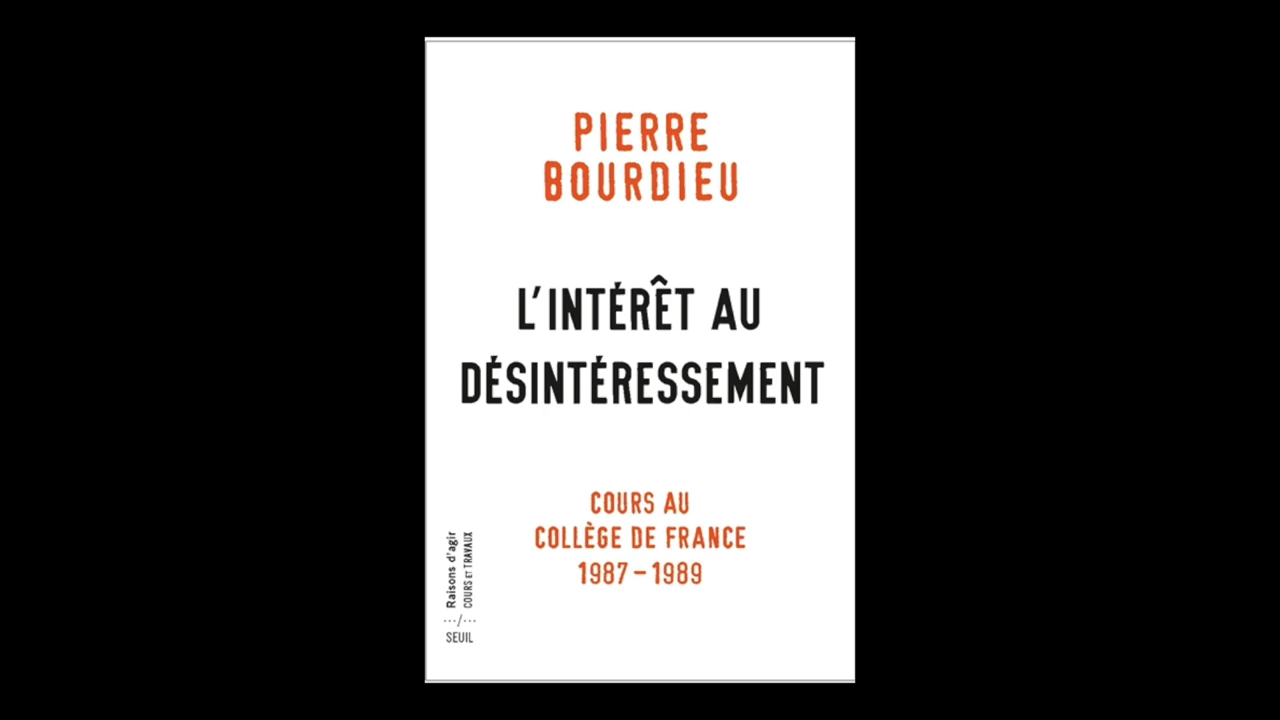 PIERRE
BOURDIEU
L'INTÉRÊT AU
DÉSINTÉRESSEMENT
COURS AU
COLLÈGE DE FRANCE
1987–1989
Raisons d'agir
COURS ET TRAVAUX
.../...
SEUIL